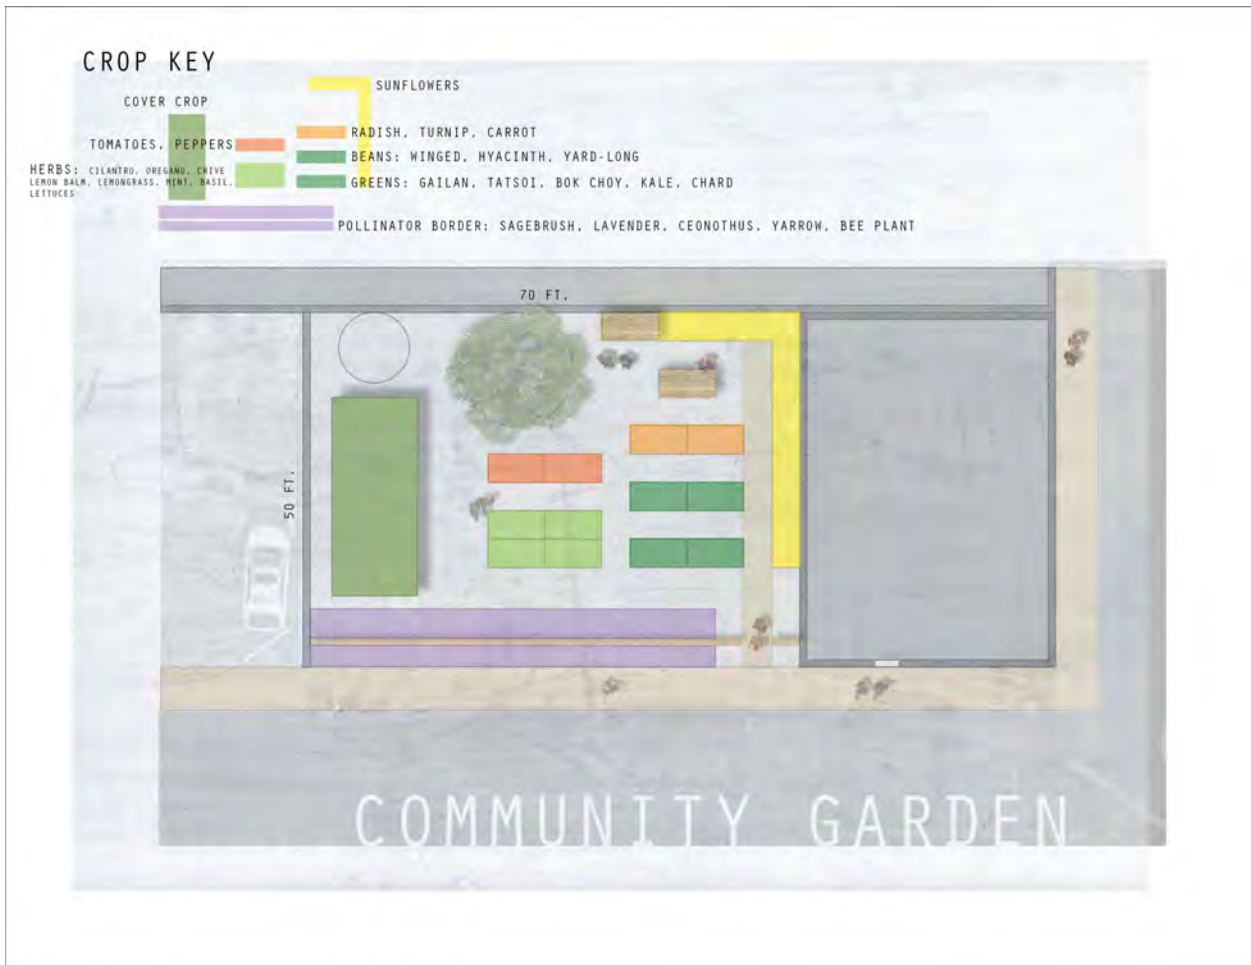 CROP KEY
SUNFLOWERS
COVER CROP
RADISH, TURNIP, CARROT
TOMATOES, PEPPERS
BEANS: WINGED, HYACINTH, YARD-LONG
HERBS: CILANTRO, OREGANO, CHIVE
LEMON BALM, LEMONGRASS, MINT, BASIL,
LETTUCES
GREENS: GAILAN, TATSOI, BOK CHOY, KALE, CHARD
POLLINATOR BORDER: SAGEBRUSH, LAVENDER, CEONOTHUS, YARROW, BEE PLANT
70 FT.
50 FT.
COMMUNITY GARDEN